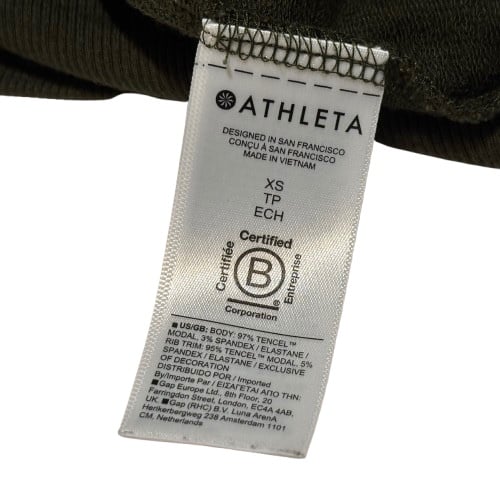 ATHLETA
DESIGNED IN SAN FRANCISCO
CONÇU À SAN FRANCISCO
MADE IN VIETNAM
XS
TP
ECH
Certified
Certifiée
B
Entreprise
®
Corporation
■ US/GB: BODY: 97% TENCEL™
MODAL, 3% SPANDEX / ELASTANE /
RIB TRIM: 95% TENCEL™ MODAL, 5%
SPANDEX / ELASTANE / EXCLUSIVE
OF DECORATION
DISTRIBUIDO POR / Imported
By/Importe Par / ΕΙΣΑΓΕΤΑΙ ΑΠΟ ΤΗΝ:
■ Gap Europe Ltd., 8th Floor, 20
Farringdon Street, London, EC4A 4AB,
UK. ■ Gap (RHC) B.V. Luna ArenA
Herikerbergweg 238 Amsterdam 1101
CM. Netherlands